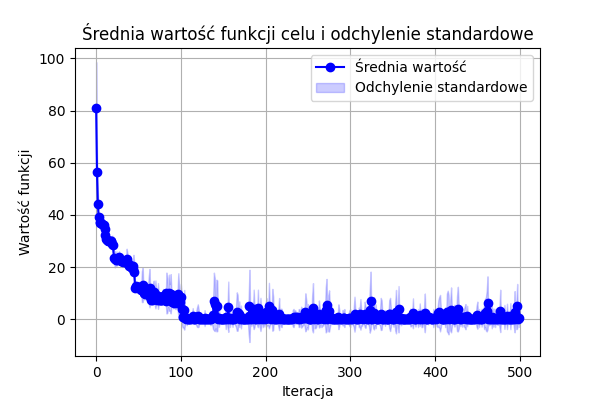 Średnia wartość funkcji celu i odchylenie standardowe
Średnia wartość
Odchylenie standardowe
Wartość funkcji
100
80
60
40
20
0
0 100 200 300 400 500
Iteracja